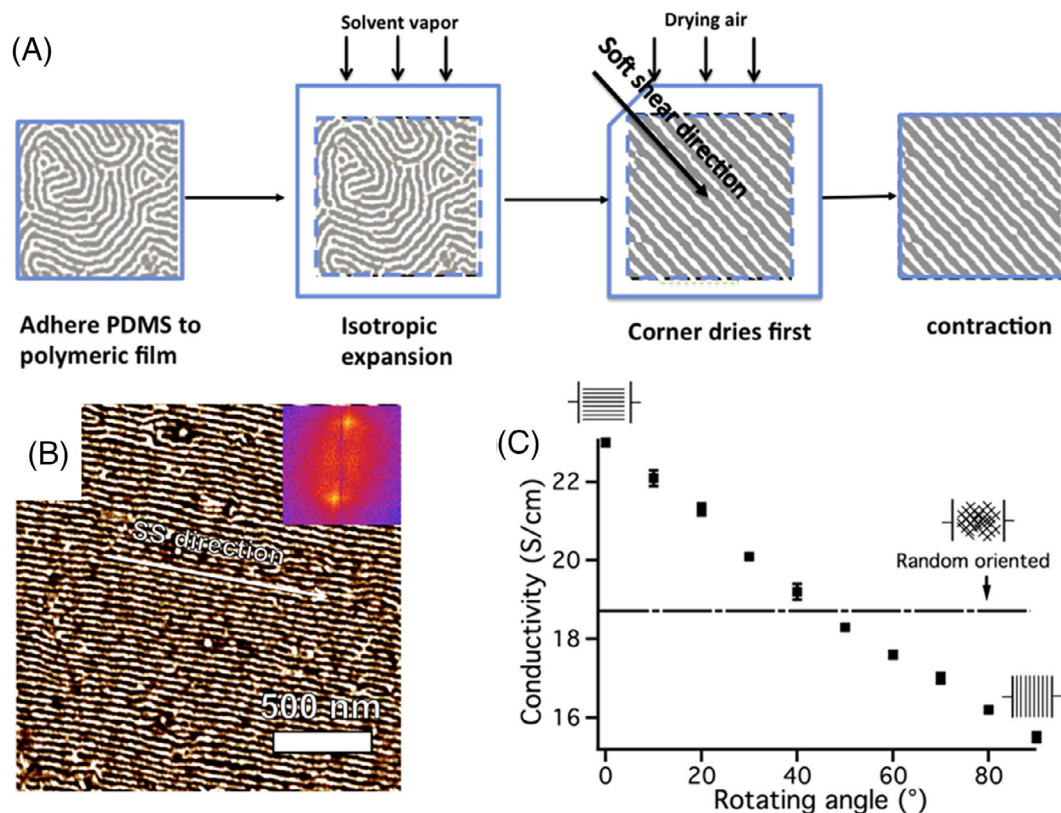 (A)
Solvent vapor
Drying air
Soft shear direction
Adhere PDMS to
polymeric film
Isotropic
expansion
Corner dries first
contraction
(B)
SS direction
500 nm
(C)
Conductivity (S/cm)
22
20
18
16
Random oriented
0
20
40
60
80
Rotating angle (°)